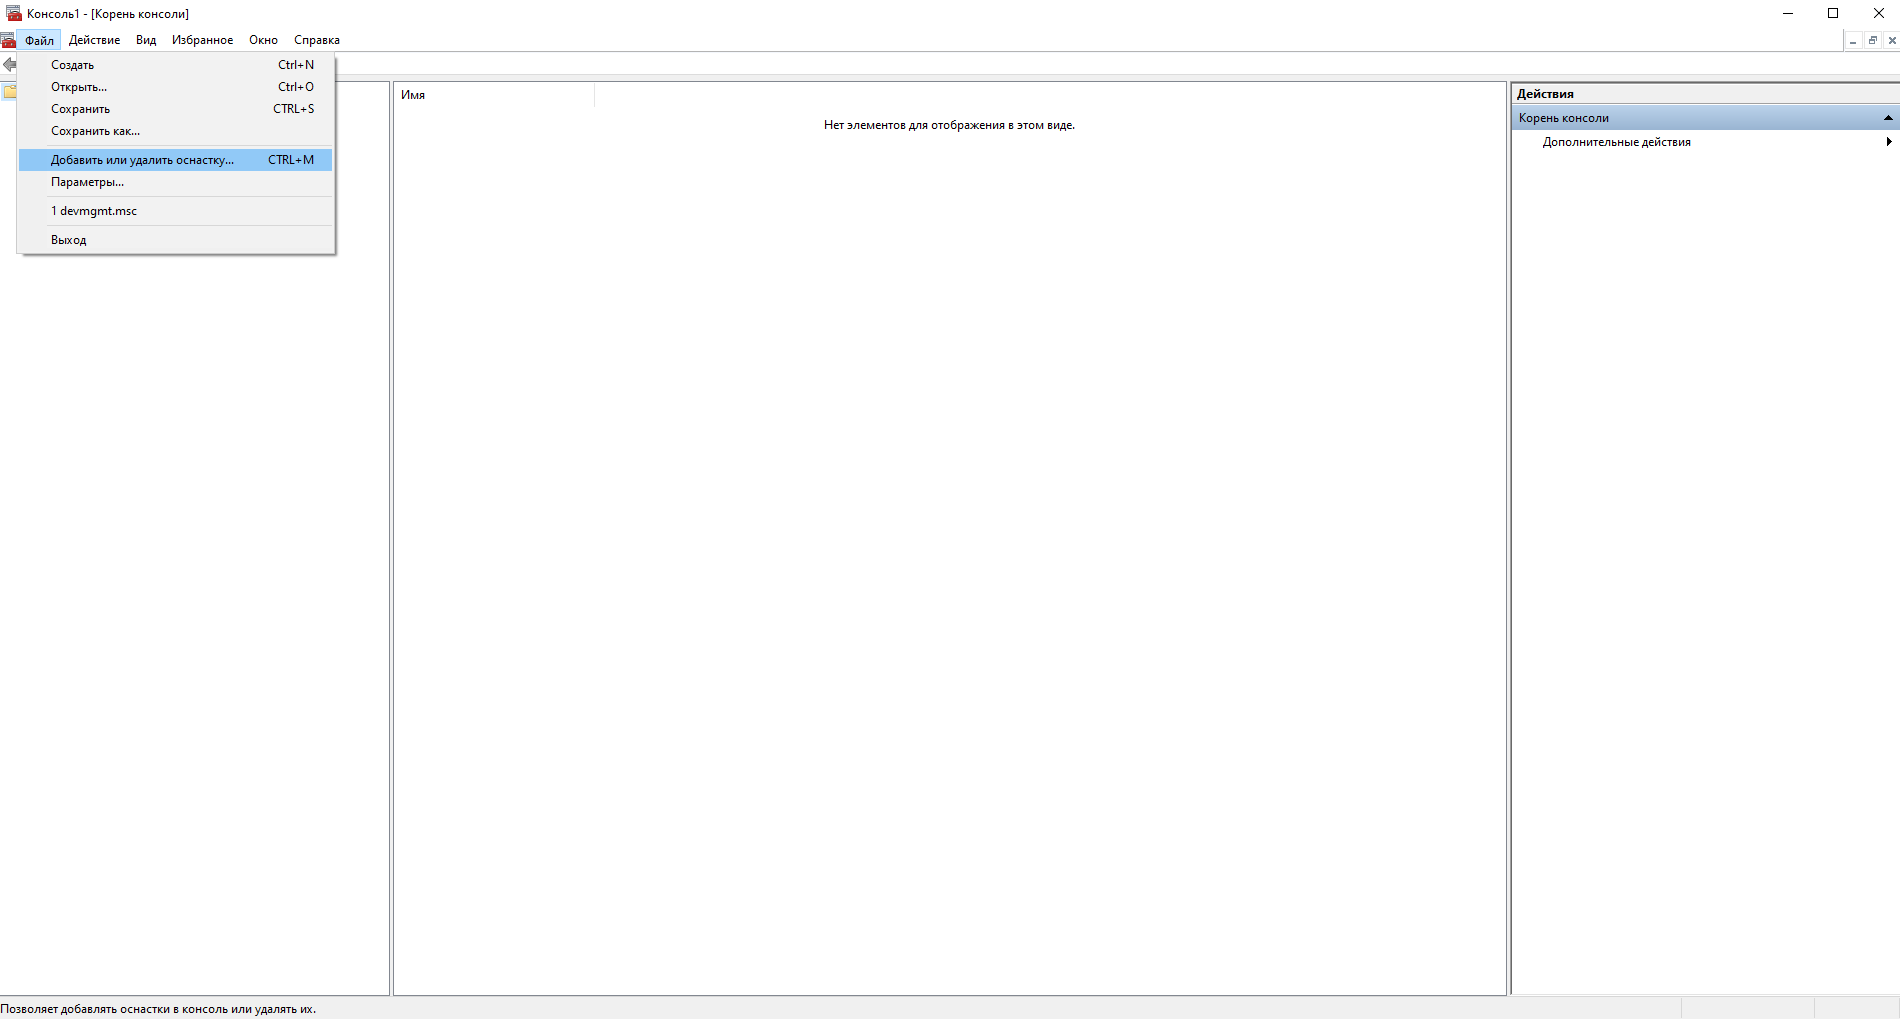 Консоль1 - [Корень консоли]
Файл Действие Вид Избранное Окно Справка
Создать Ctrl+N
Открыть... Ctrl+O
Сохранить CTRL+S
Сохранить как...
Добавить или удалить оснастку... CTRL+M
Параметры...
1 devmgmt.msc
Выход
Имя
Нет элементов для отображения в этом виде.
Действия
Корень консоли
Дополнительные действия
Позволяет добавлять оснастки в консоль или удалять их.